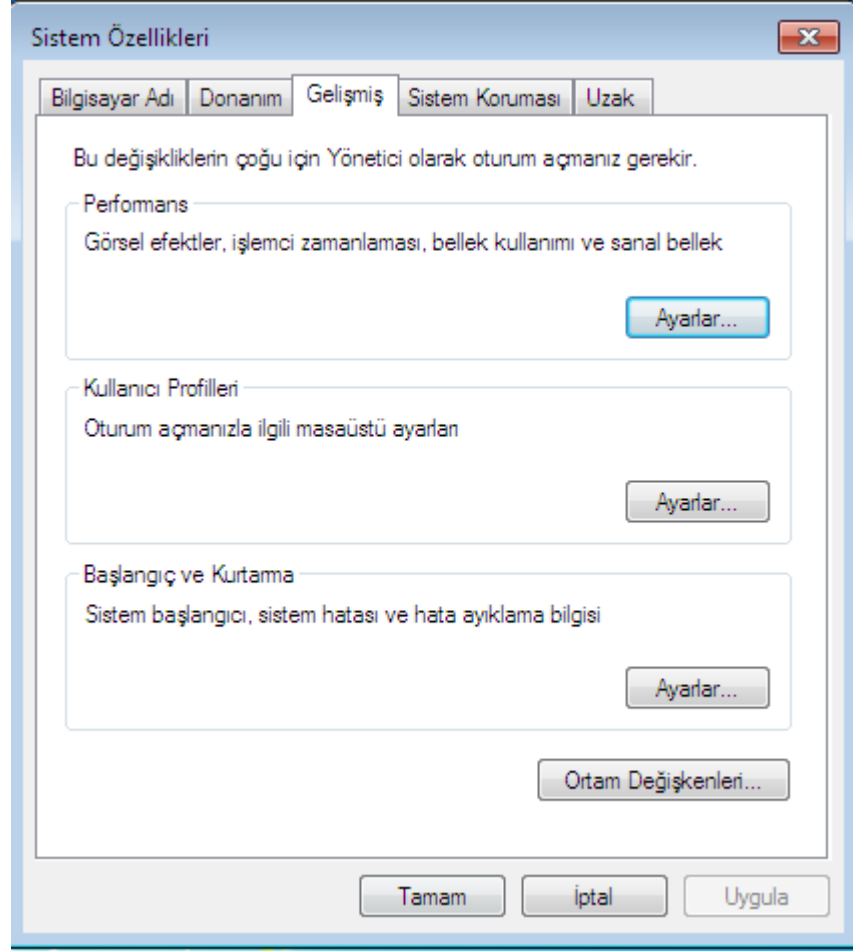 Sistem Özellikleri
Bilgisayar Adı Donanım Gelişmiş Sistem Koruması Uzak
Bu değişikliklerin çoğu için Yönetici olarak oturum açmanız gerekir.
Performans
Görsel efektler, işlemci zamanlaması, bellek kullanımı ve sanal bellek
Ayarlar...
Kullanıcı Profilleri
Oturum açmanızla ilgili masaüstü ayarları
Ayarlar...
Başlangıç ve Kurtarma
Sistem başlangıcı, sistem hatası ve hata ayıklama bilgisi
Ayarlar...
Ortam Değişkenleri...
Tamam İptal Uygula